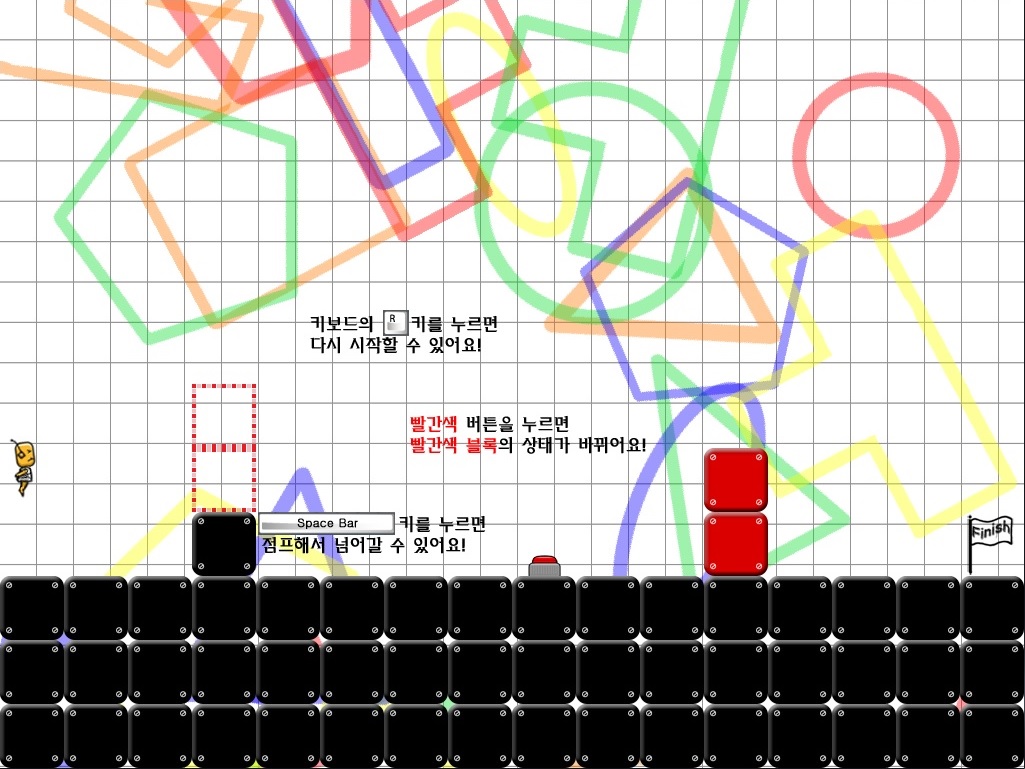 키보드의 R 키를 누르면
다시 시작할 수 있어요!
빨간색 버튼을 누르면
빨간색 블록의 상태가 바뀌어요!
Space Bar 키를 누르면
점프해서 넘어갈 수 있어요!
Finish